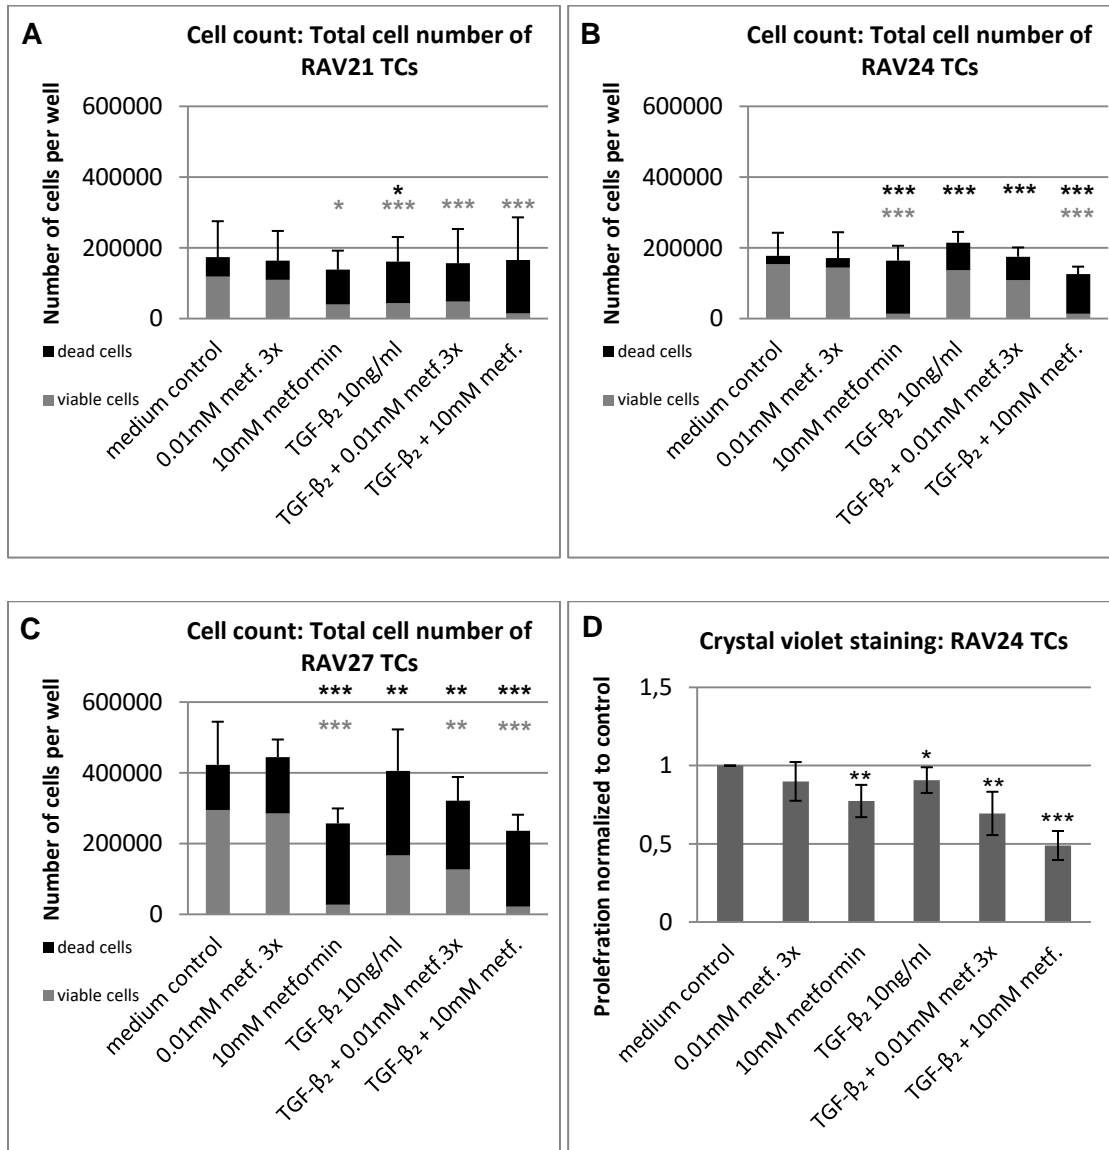 A
Cell count: Total cell number of
RAV21 TCs
Number of cells per well
600000
400000
200000
0
*
*
***
***
***
dead cells
viable cells
medium control
0.01mM metf. 3x
10mM metformin
TGF-β₂ 10ng/ml
TGF-β₂ + 0.01mM metf.3x
TGF-β₂ + 10mM metf.
B
Cell count: Total cell number of
RAV24 TCs
Number of cells per well
600000
400000
200000
0
*** *** *** ***
*** ***
dead cells
viable cells
medium control
0.01mM metf. 3x
10mM metformin
TGF-β₂ 10ng/ml
TGF-β₂ + 0.01mM metf.3x
TGF-β₂ + 10mM metf.
C
Cell count: Total cell number of
RAV27 TCs
Number of cells per well
600000
400000
200000
0
*** ** ** ***
*** ** ***
dead cells
viable cells
medium control
0.01mM metf. 3x
10mM metformin
TGF-β₂ 10ng/ml
TGF-β₂ + 0.01mM metf.3x
TGF-β₂ + 10mM metf.
D
Crystal violet staining: RAV24 TCs
Prolefration normalized to control
1,5
1
0,5
0
**
*
**
***
medium control
0.01mM metf. 3x
10mM metformin
TGF-β₂ 10ng/ml
TGF-β₂ + 0.01mM metf.3x
TGF-β₂ + 10mM metf.